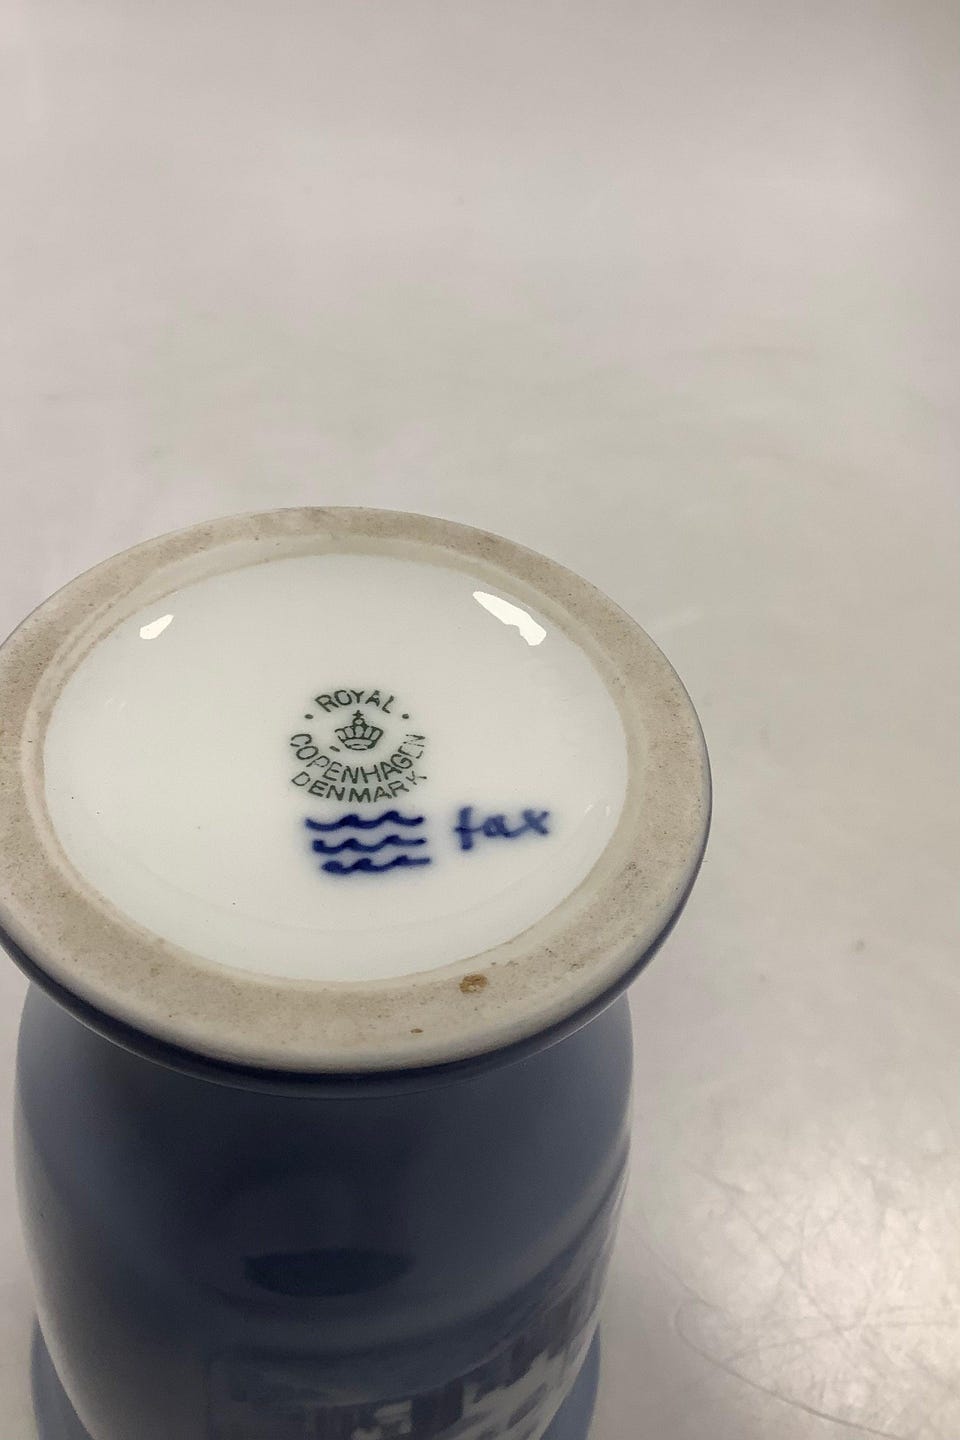 ROYAL
COPENHAGEN
DENMARK
fax